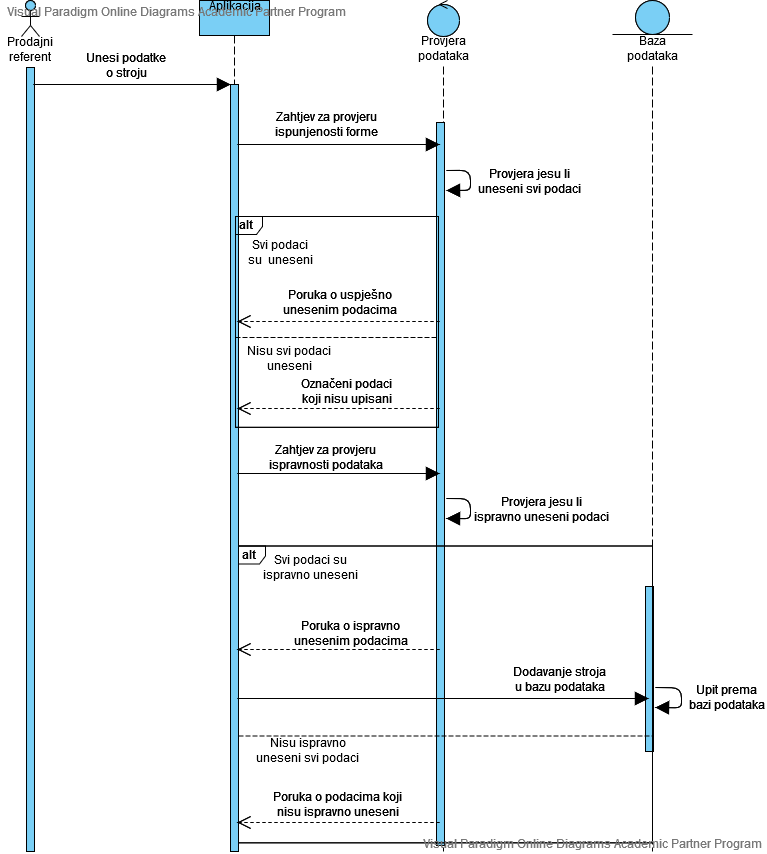 Visual Paradigm Online Diagrams Academic Partner Program
Aplikacija
Prodajni
referent
Provjera
podataka
Baza
podataka
Unesi podatke
o stroju
Zahtjev za provjeru
ispunjenosti forme
Provjera jesu li
uneseni svi podaci
alt
Svi podaci
su uneseni
Poruka o uspješno
unesenim podacima
Nisu svi podaci
uneseni
Označeni podaci
koji nisu upisani
Zahtjev za provjeru
ispravnosti podataka
Provjera jesu li
ispravno uneseni podaci
alt
Svi podaci su
ispravno uneseni
Poruka o ispravno
unesenim podacima
Dodavanje stroja
u bazu podataka
Upit prema
bazi podataka
Nisu ispravno
uneseni svi podaci
Poruka o podacima koji
nisu ispravno uneseni
Visual Paradigm Online Diagrams Academic Partner Program